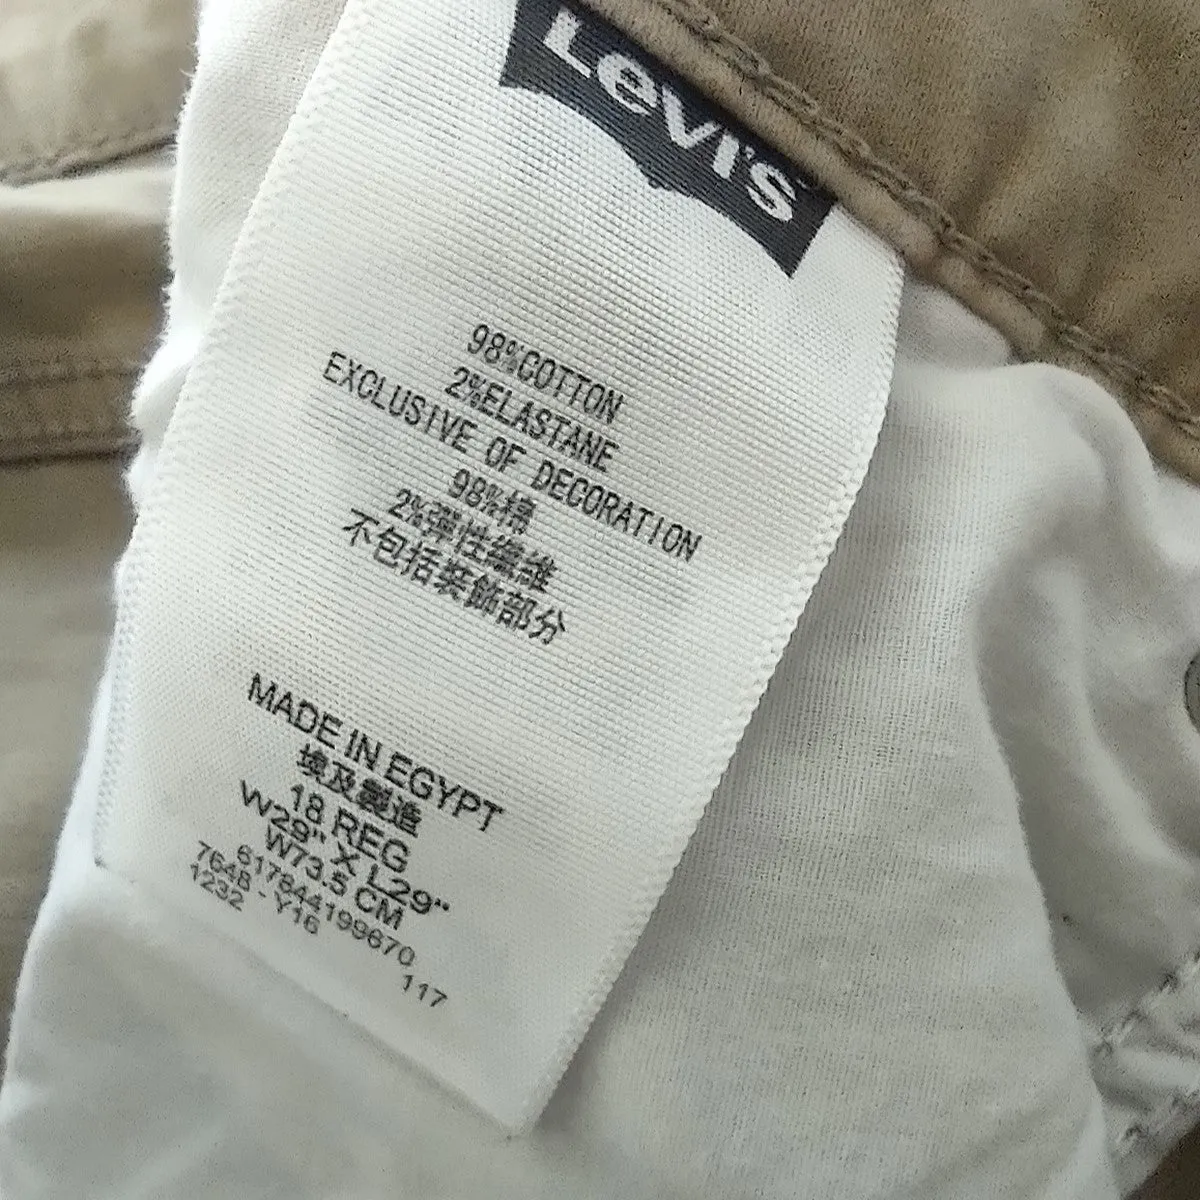 Levi's
98%COTTON
2%ELASTANE
EXCLUSIVE OF DECORATION
98%棉
2%彈性纖維
不包括裝飾部分
MADE IN EGYPT
埃及製造
18 REG
W29" X L29"
W73.5 CM
617844199670
764B - Y16
1232
117